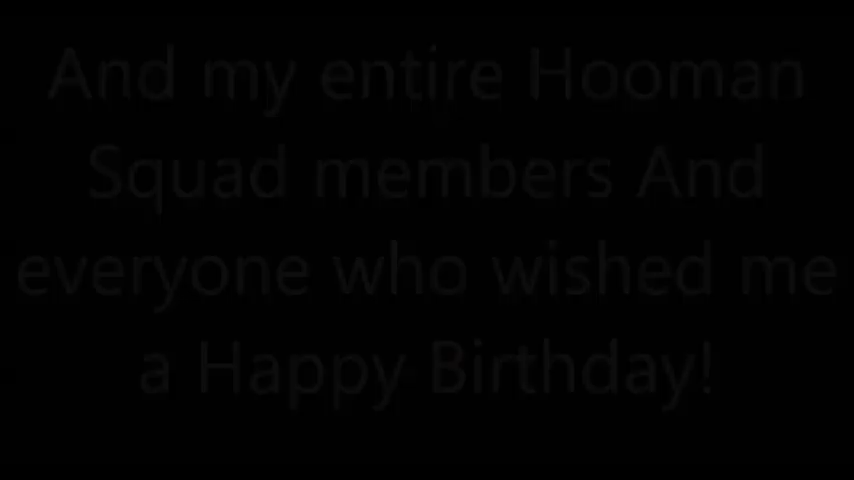 And my entire Hooman
Squad members And
everyone who wished me
a Happy Birthday!